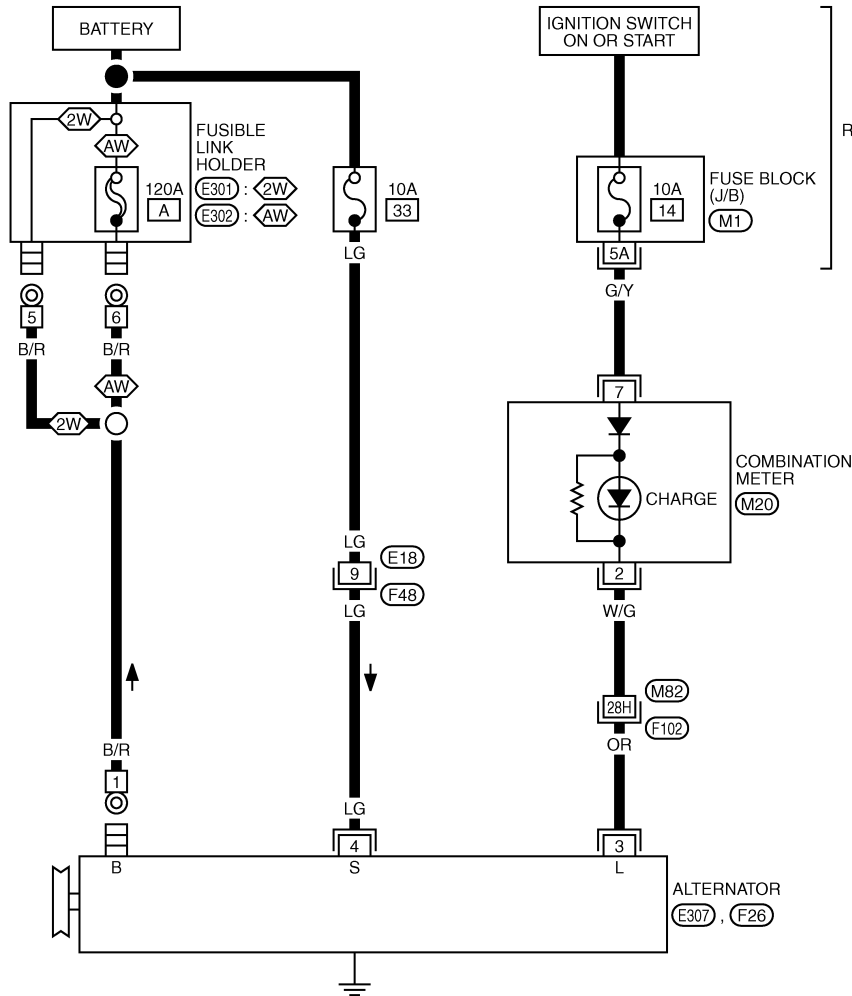 BATTERY
IGNITION SWITCH
ON OR START
R
2W
AW
FUSIBLE
LINK
HOLDER
E301 : 2W
E302 : AW
120A
A
10A
33
10A
14
FUSE BLOCK
(J/B)
M1
LG
5A
G/Y
5
6
B/R
B/R
AW
2W
7
COMBINATION
METER
M20
CHARGE
LG
9
E18
F48
LG
2
W/G
28H
M82
F102
OR
B/R
1
LG
4
3
B
S
L
ALTERNATOR
E307 , F26